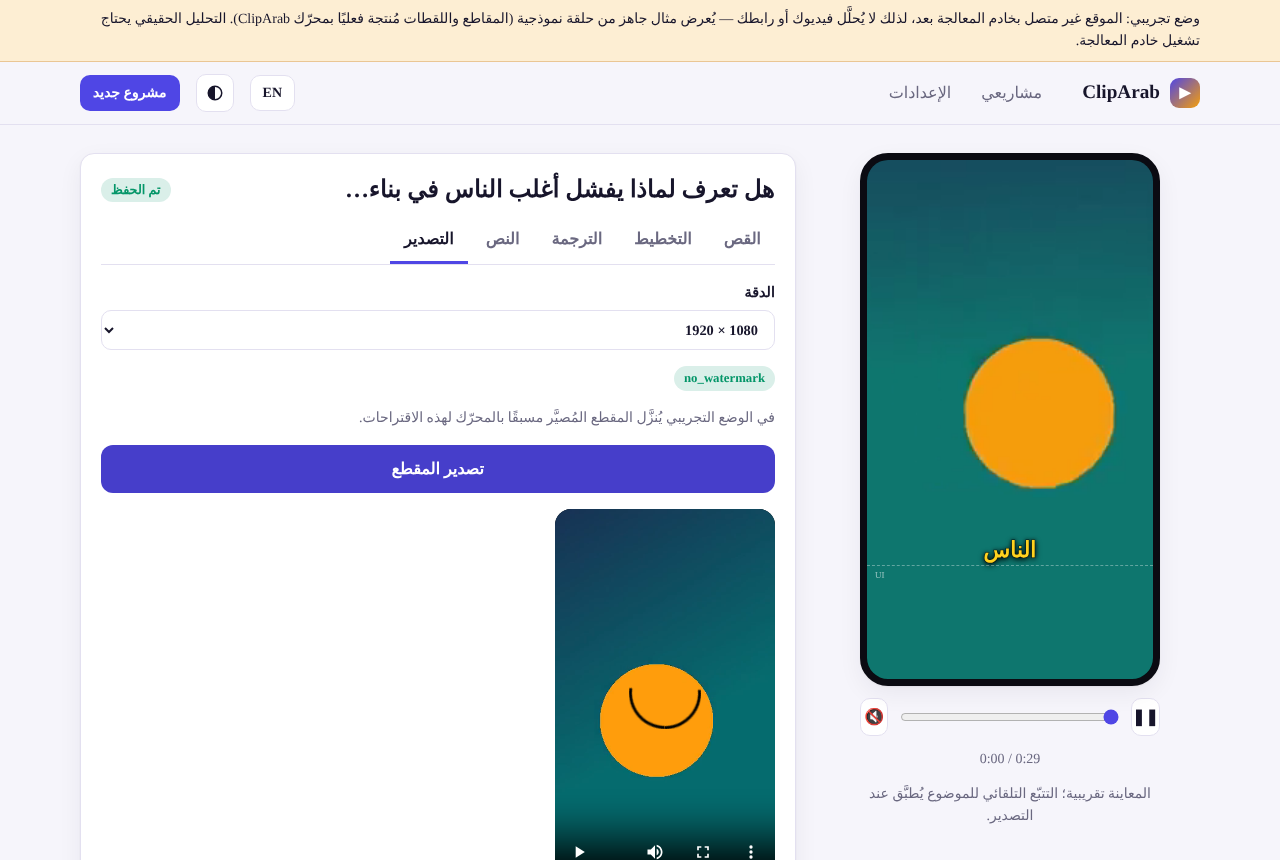 وضع تجريبي: الموقع غير متصل بخادم المعالجة بعد، لذلك لا يُحلَّل فيديوك أو رابطك — يُعرض مثال جاهز من حلقة نموذجية (المقاطع واللقطات مُنتجة فعليًا بمحرّك ClipArab). التحليل الحقيقي يحتاج
تشغيل خادم المعالجة.
ClipArab مشاريعي الإعدادات EN مشروع جديد
هل تعرف لماذا يفشل أغلب الناس في بناء…
تم الحفظ
القص التخطيط الترجمة النص التصدير
الدقة
1080 × 1920
no_watermark
في الوضع التجريبي يُنزَّل المقطع المُصيَّر مسبقًا بالمحرّك لهذه الاقتراحات.
تصدير المقطع
الناس
UI
0:00 / 0:29
المعاينة تقريبية؛ التتبّع التلقائي للموضوع يُطبَّق عند
التصدير.